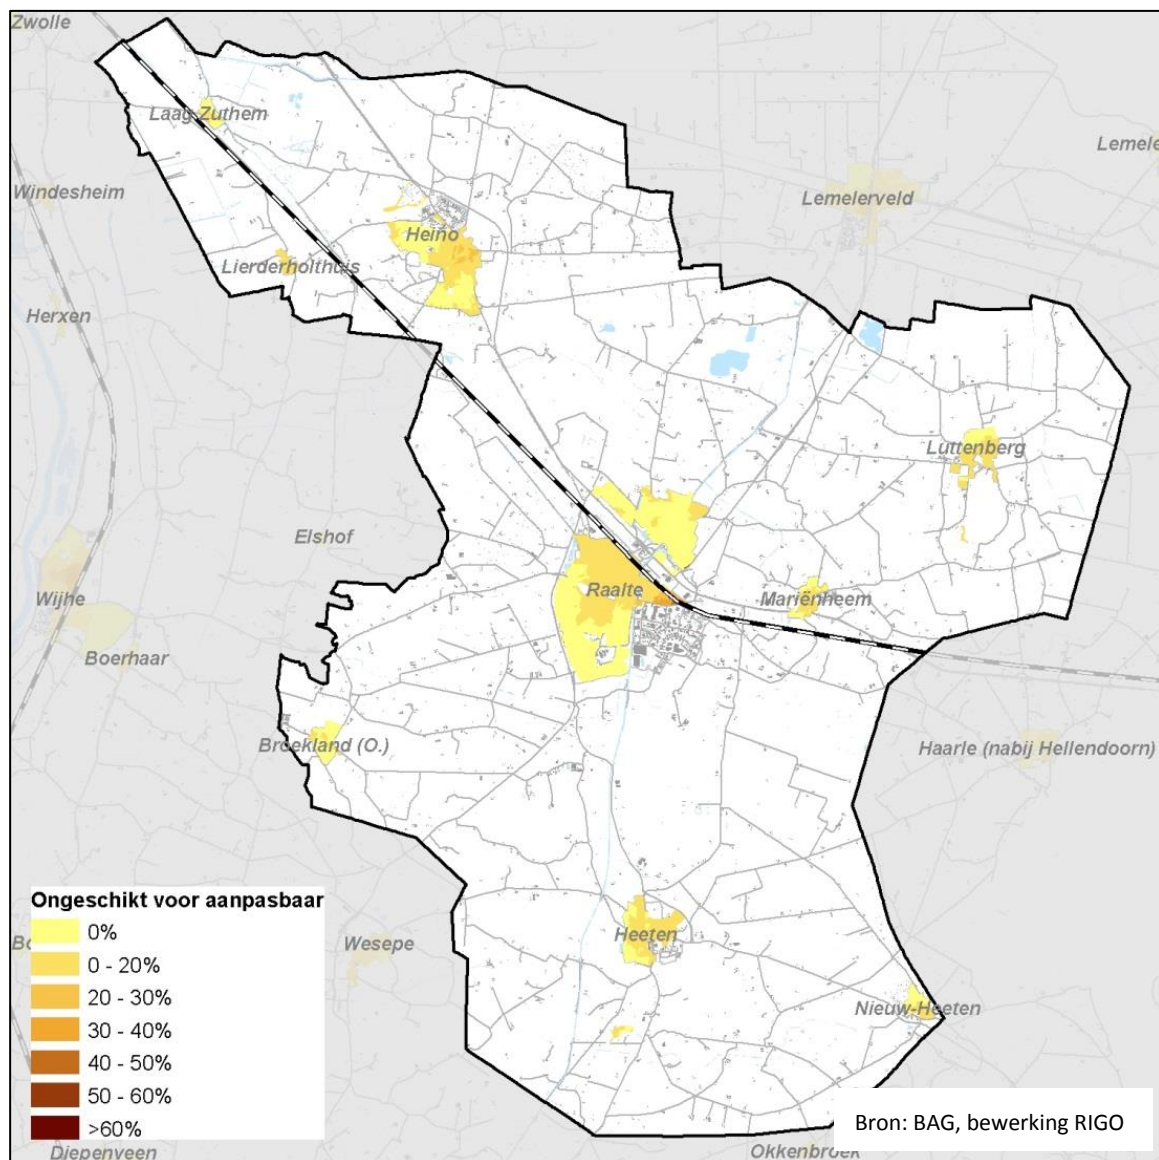 Zwolle
Laag Zuthem
Lemele
Windesheim
Lemelerveld
Heino
Lierderholthuis
Herxen
Luttenberg
Elshof
Raalte
Mariënheem
Wijhe
Boerhaar
Broekland (O.)
Haarle (nabij Hellendoorn)
Ongeschikt voor aanpasbaar
0%
0 - 20%
20 - 30%
30 - 40%
40 - 50%
50 - 60%
>60%
Bo
Wesepe
Heeten
Nieuw-Heeten
Bron: BAG, bewerking RIGO
Diepenveen
Okkenbroek